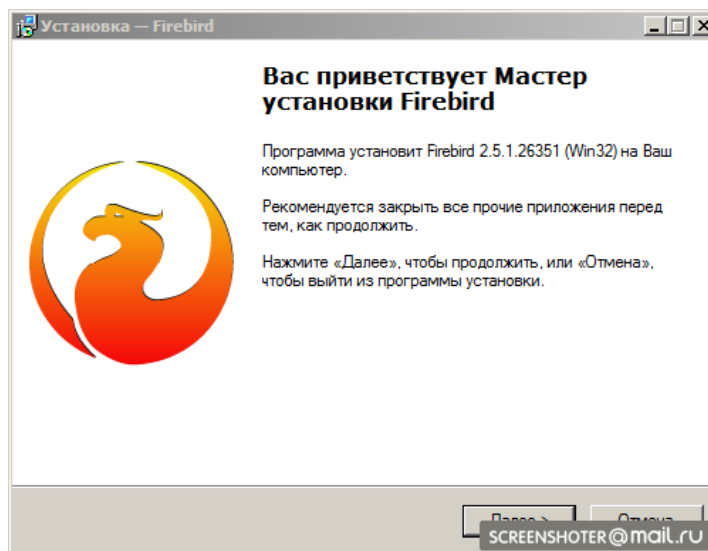 Установка — Firebird
Вас приветствует Мастер
установки Firebird
Программа установит Firebird 2.5.1.26351 (Win32) на Ваш
компьютер.
Рекомендуется закрыть все прочие приложения перед
тем, как продолжить.
Нажмите «Далее», чтобы продолжить, или «Отмена»,
чтобы выйти из программы установки.
Далее >
Отмена
SCREENSHOTER@mail.ru